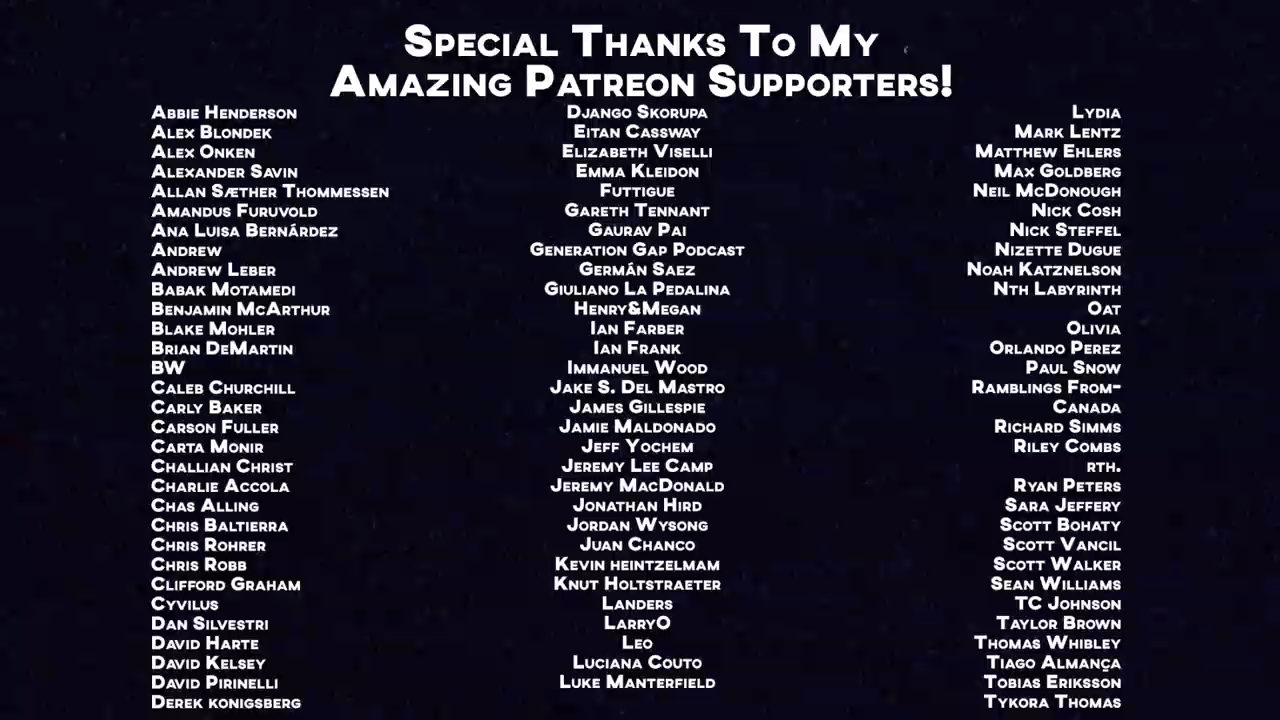 Special Thanks To My
Amazing Patreon Supporters!
Abbie Henderson
Alex Blondek
Alex Onken
Alexander Savin
Allan Sæther Thommessen
Amandus Furuvold
Ana Luisa Bernárdez
Andrew
Andrew Leber
Babak Motamedi
Benjamin McArthur
Blake Mohler
Brian DeMartin
BW
Caleb Churchill
Carly Baker
Carson Fuller
Carta Monir
Challian Christ
Charlie Accola
Chas Alling
Chris Baltierra
Chris Rohrer
Chris Robb
Clifford Graham
Cyvilus
Dan Silvestri
David Harte
David Kelsey
David Pirinelli
Derek konigsberg
Django Skorupa
Eitan Cassway
Elizabeth Viselli
Emma Kleidon
Futtigue
Gareth Tennant
Gaurav Pai
Generation Gap Podcast
Germán Saez
Giuliano La Pedalina
Henry&Megan
Ian Farber
Ian Frank
Immanuel Wood
Jake S. Del Mastro
James Gillespie
Jamie Maldonado
Jeff Yochem
Jeremy Lee Camp
Jeremy MacDonald
Jonathan Hird
Jordan Wysong
Juan Chanco
Kevin heintzelmam
Knut Holtstraeter
Landers
LarryO
Leo
Luciana Couto
Luke Manterfield
Lydia
Mark Lentz
Matthew Ehlers
Max Goldberg
Neil McDonough
Nick Cosh
Nick Steffel
Nizette Dugue
Noah Katznelson
Nth Labyrinth
Oat
Olivia
Orlando Perez
Paul Snow
Ramblings From-
Canada
Richard Simms
Riley Combs
rth.
Ryan Peters
Sara Jeffery
Scott Bohaty
Scott Vancil
Scott Walker
Sean Williams
TC Johnson
Taylor Brown
Thomas Whibley
Tiago Almança
Tobias Eriksson
Tykora Thomas